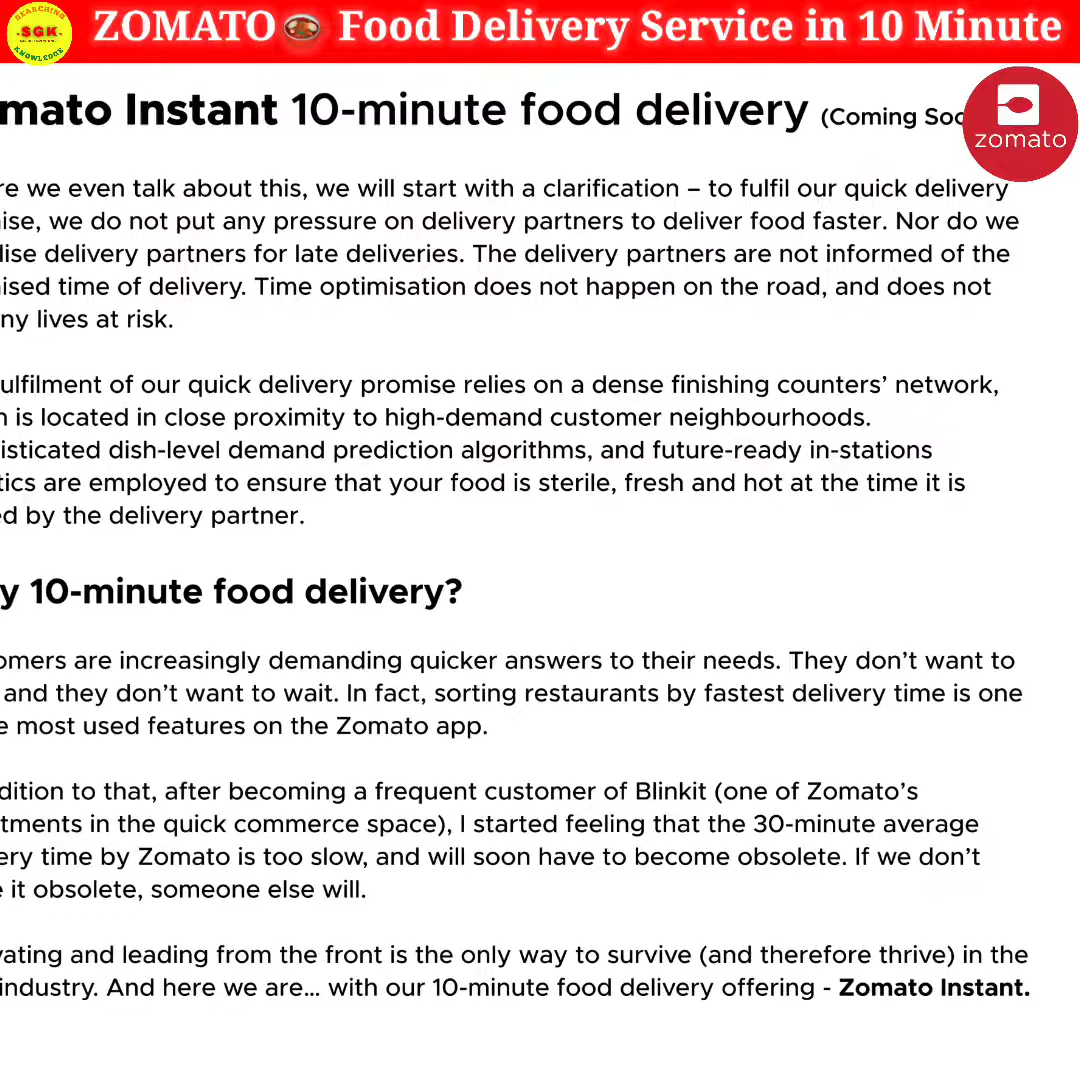 SEARCHING
SGK
KNOWLEDGE
ZOMATO Food Delivery Service in 10 Minute
mato Instant 10-minute food delivery (Coming Soo
zomato
re we even talk about this, we will start with a clarification – to fulfil our quick delivery
ise, we do not put any pressure on delivery partners to deliver food faster. Nor do we
lise delivery partners for late deliveries. The delivery partners are not informed of the
ised time of delivery. Time optimisation does not happen on the road, and does not
ny lives at risk.
ulfilment of our quick delivery promise relies on a dense finishing counters’ network,
h is located in close proximity to high-demand customer neighbourhoods.
isticated dish-level demand prediction algorithms, and future-ready in-stations
tics are employed to ensure that your food is sterile, fresh and hot at the time it is
ed by the delivery partner.
y 10-minute food delivery?
omers are increasingly demanding quicker answers to their needs. They don’t want to
and they don’t want to wait. In fact, sorting restaurants by fastest delivery time is one
e most used features on the Zomato app.
dition to that, after becoming a frequent customer of Blinkit (one of Zomato’s
tments in the quick commerce space), I started feeling that the 30-minute average
ery time by Zomato is too slow, and will soon have to become obsolete. If we don’t
e it obsolete, someone else will.
vating and leading from the front is the only way to survive (and therefore thrive) in the
industry. And here we are... with our 10-minute food delivery offering - Zomato Instant.